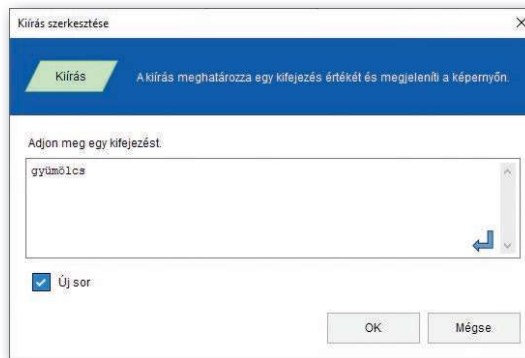 Kiírás szerkesztése
Kiírás
A kiírás meghatározza egy kifejezés értékét és megjeleníti a képernyőn.
Adjon meg egy kifejezést.
gyümölcs
Új sor
OK
Mégse